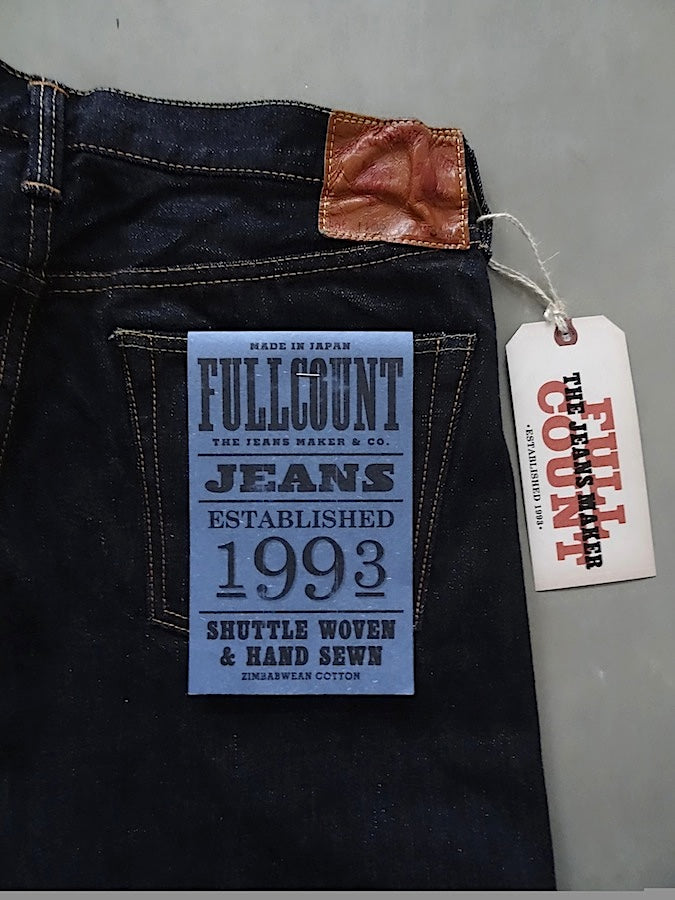 MADE IN JAPAN
FULLCOUNT
THE JEANS MAKER & CO.
JEANS
ESTABLISHED
1993
SHUTTLE WOVEN
& HAND SEWN
ZIMBABWEAN COTTON
FULL
COUNT
THE JEANS MAKER
•ESTABLISHED 1993•